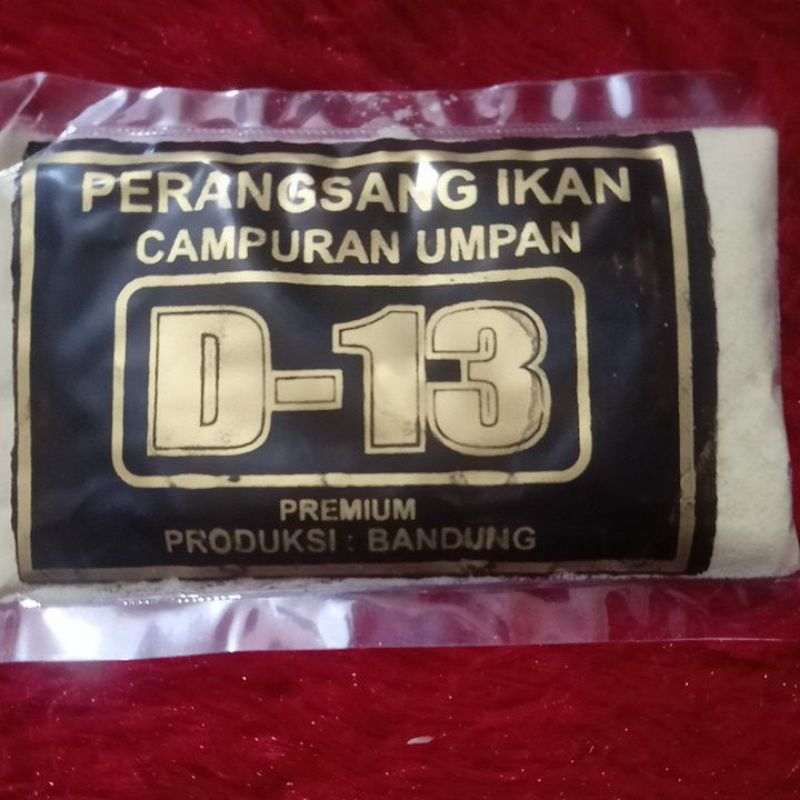 PERANGSANG IKAN
CAMPURAN UMPAN
D-13
PREMIUM
PRODUKSI : BANDUNG